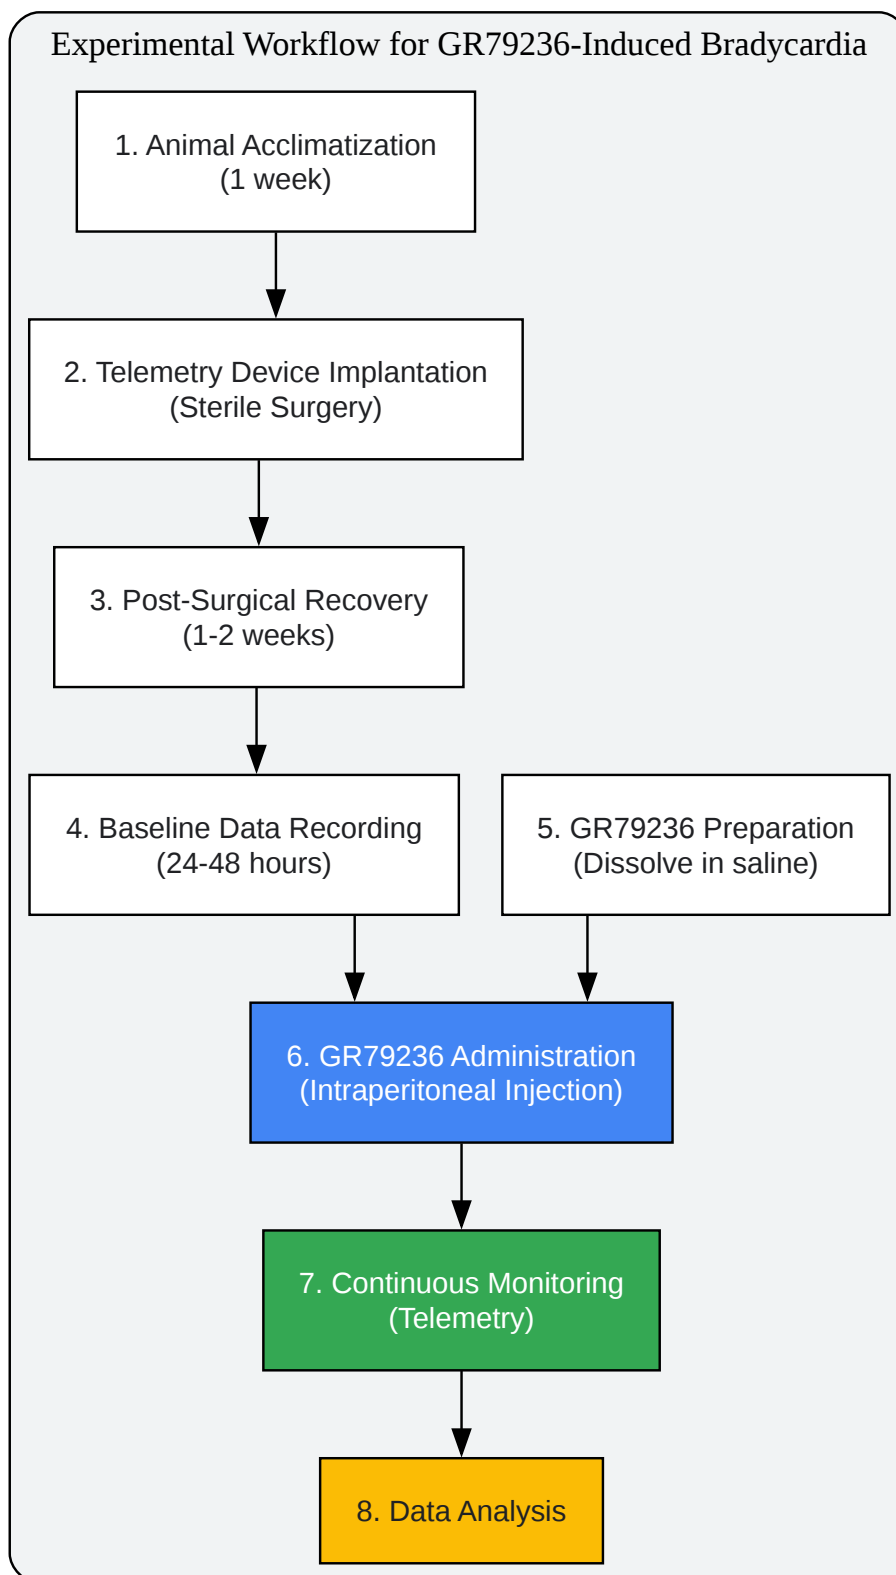 Experimental Workflow for GR79236-Induced Bradycardia
1. Animal Acclimatization
(1 week)
2. Telemetry Device Implantation
(Sterile Surgery)
3. Post-Surgical Recovery
(1-2 weeks)
4. Baseline Data Recording
(24-48 hours)
5. GR79236 Preparation
(Dissolve in saline)
6. GR79236 Administration
(Intraperitoneal Injection)
7. Continuous Monitoring
(Telemetry)
8. Data Analysis